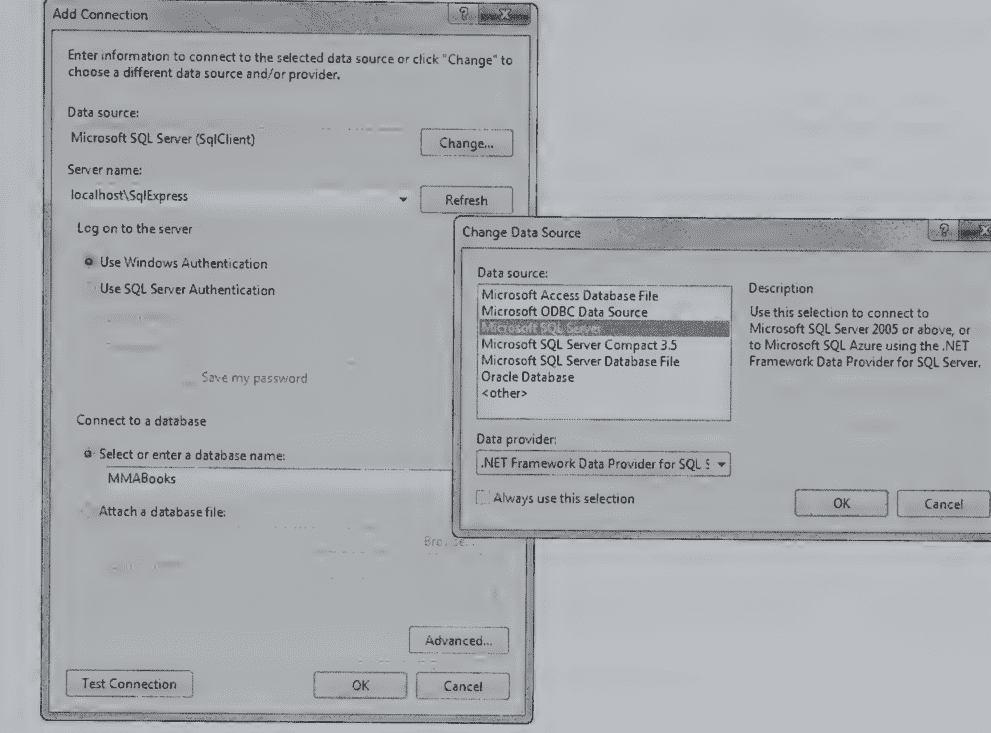 Add Connection
Enter information to connect to the selected data source or click "Change" to
choose a different data source and/or provider.
Data source:
Microsoft SQL Server (SqlClient)
Change...
Server name:
localhost\SqlExpress
Refresh
Log on to the server
Use Windows Authentication
Use SQL Server Authentication
Save my password
Connect to a database
Select or enter a database name:
MMABooks
Attach a database file:
Browse...
Advanced...
Test Connection
OK
Cancel
Change Data Source
Data source:
Microsoft Access Database File
Microsoft ODBC Data Source
Microsoft SQL Server
Microsoft SQL Server Compact 3.5
Microsoft SQL Server Database File
Oracle Database
<other>
Description
Use this selection to connect to
Microsoft SQL Server 2005 or above, or
to Microsoft SQL Azure using the .NET
Framework Data Provider for SQL Server.
Data provider:
.NET Framework Data Provider for SQL S
Always use this selection
OK
Cancel